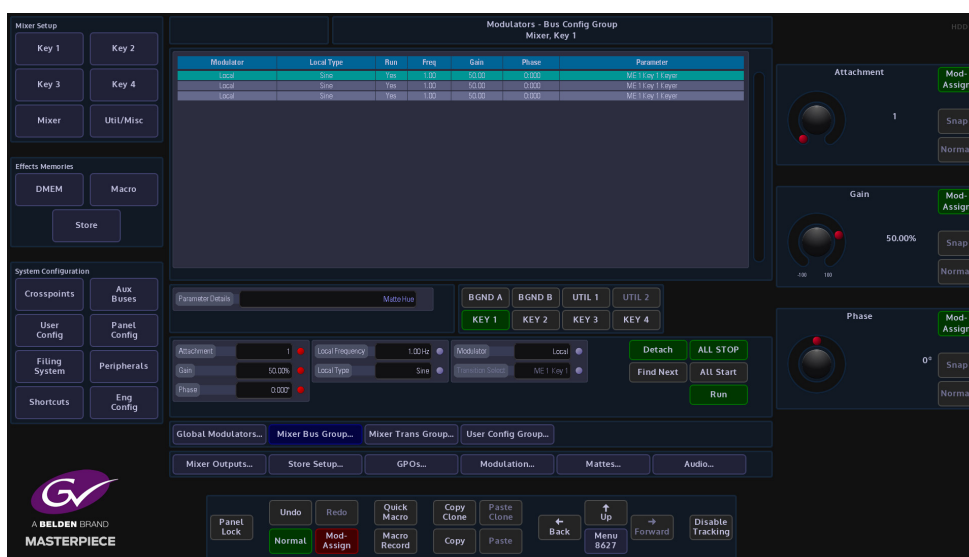 Mixer Setup
Key 1
Key 2
Key 3
Key 4
Mixer
Util/Misc
Effects Memories
DMEM
Macro
Store
System Configuration
Crosspoints
Aux
Buses
User
Config
Panel
Config
Filing
System
Peripherals
Shortcuts
Eng
Config
GV
A BELDEN BRAND
MASTERPIECE
Modulators - Bus Config Group
Mixer, Key 1
HDD
Modulator Local Type Run Freq Gain Phase Parameter
Local Sine Yes 1.00 50.00 0.000 ME 1 Key 1 Keyer
Local Sine Yes 1.00 50.00 0.000 ME 1 Key 1 Keyer
Local Sine Yes 1.00 50.00 0.000 ME 1 Key 1 Keyer
Parameter Details Matte Hue
BGND A BGND B UTIL 1 UTIL 2
KEY 1 KEY 2 KEY 3 KEY 4
Attachment 1 Local Frequency 1.00 Hz Modulator Local
Gain 50.00% Local Type Sine Transition Select ME 1 Key 1
Phase 0.000°
Detach ALL STOP
Find Next All Start
Run
Global Modulators... Mixer Bus Group... Mixer Trans Group... User Config Group...
Mixer Outputs... Store Setup... GPOs... Modulation... Mattes... Audio...
Panel
Lock
Undo
Redo
Normal
Mod-
Assign
Quick
Macro
Macro
Record
Copy
Clone
Paste
Clone
Copy
Paste
← Back
↑ Up
Menu
8627
→ Forward
Disable
Tracking
Attachment
1
Mod-
Assign
Snap
Norma
Gain
50.00%
-100 100
Mod-
Assign
Snap
Norma
Phase
0°
Mod-
Assign
Snap
Norma